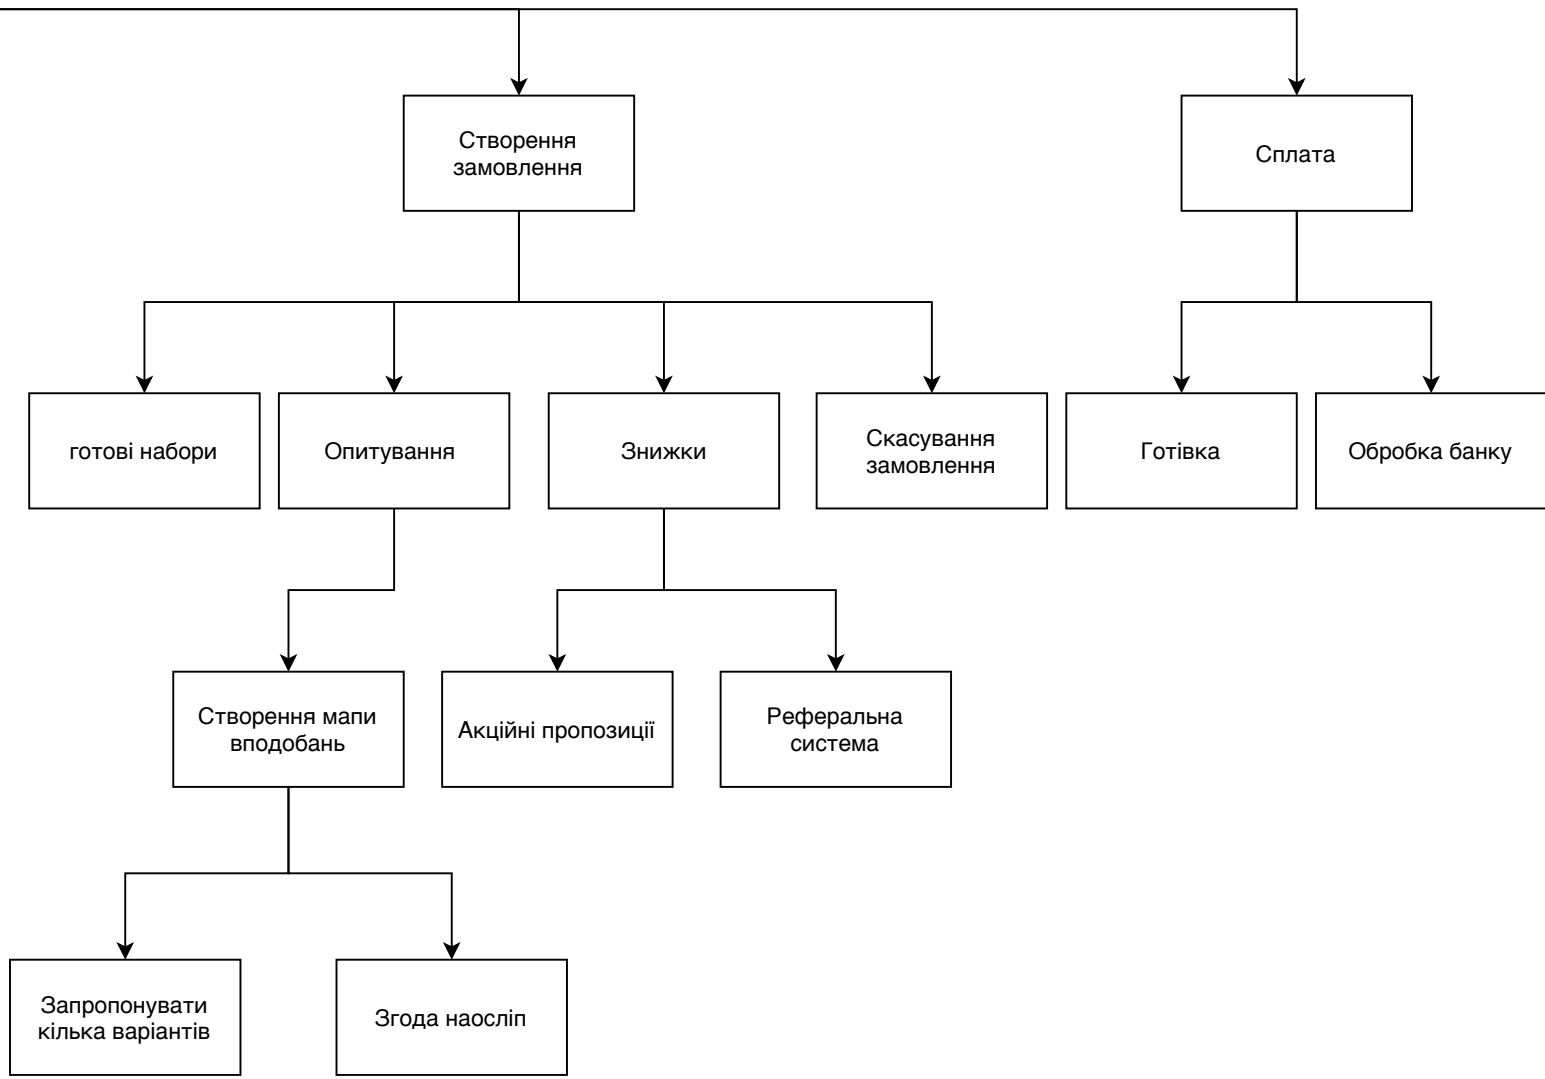 Створення
замовлення
Сплата
готові набори
Опитування
Знижки
Скасування
замовлення
Готівка
Обробка банку
Створення мапи
вподобань
Акційні пропозиції
Реферальна
система
Запропонувати
кілька варіантів
Згода наосліп